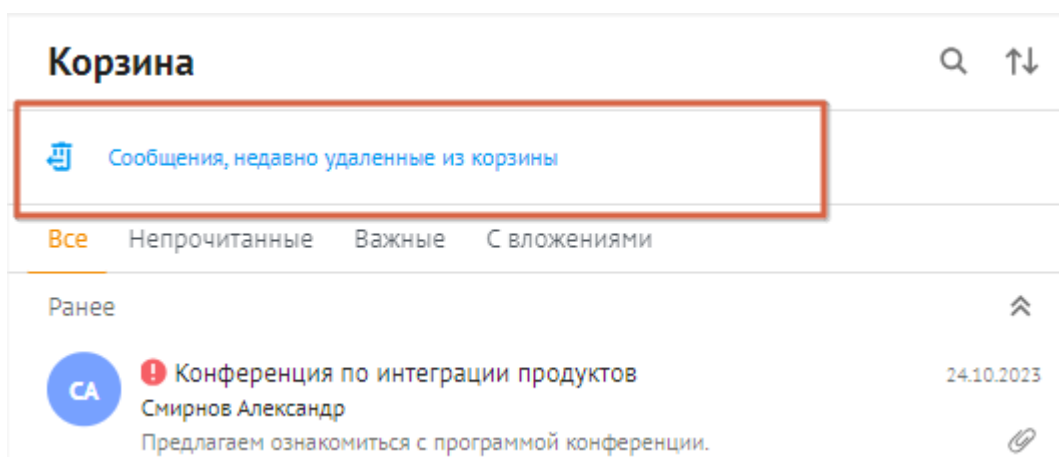 Корзина
Сообщения, недавно удаленные из корзины
Все Непрочитанные Важные С вложениями
Ранее
СА Конференция по интеграции продуктов 24.10.2023
Смирнов Александр
Предлагаем ознакомиться с программой конференции.